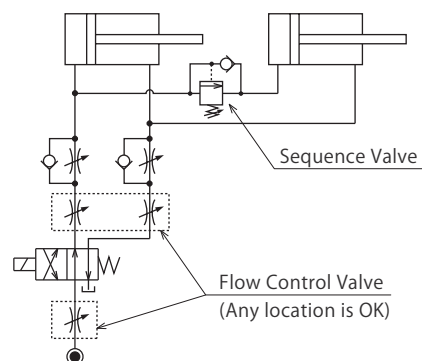 Sequence Valve
Flow Control Valve
(Any location is OK)